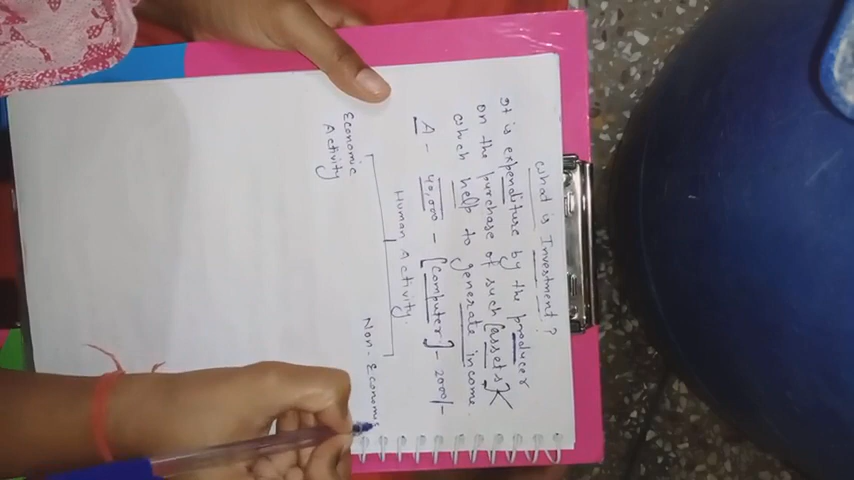 What is Investment?
It is expenditure by the producer
on the purchase of such [assets]
which help to generate income.
A - 40,000 - [computer] - 2000/-
Human Activity.
Economic
Activity
Non-Economic